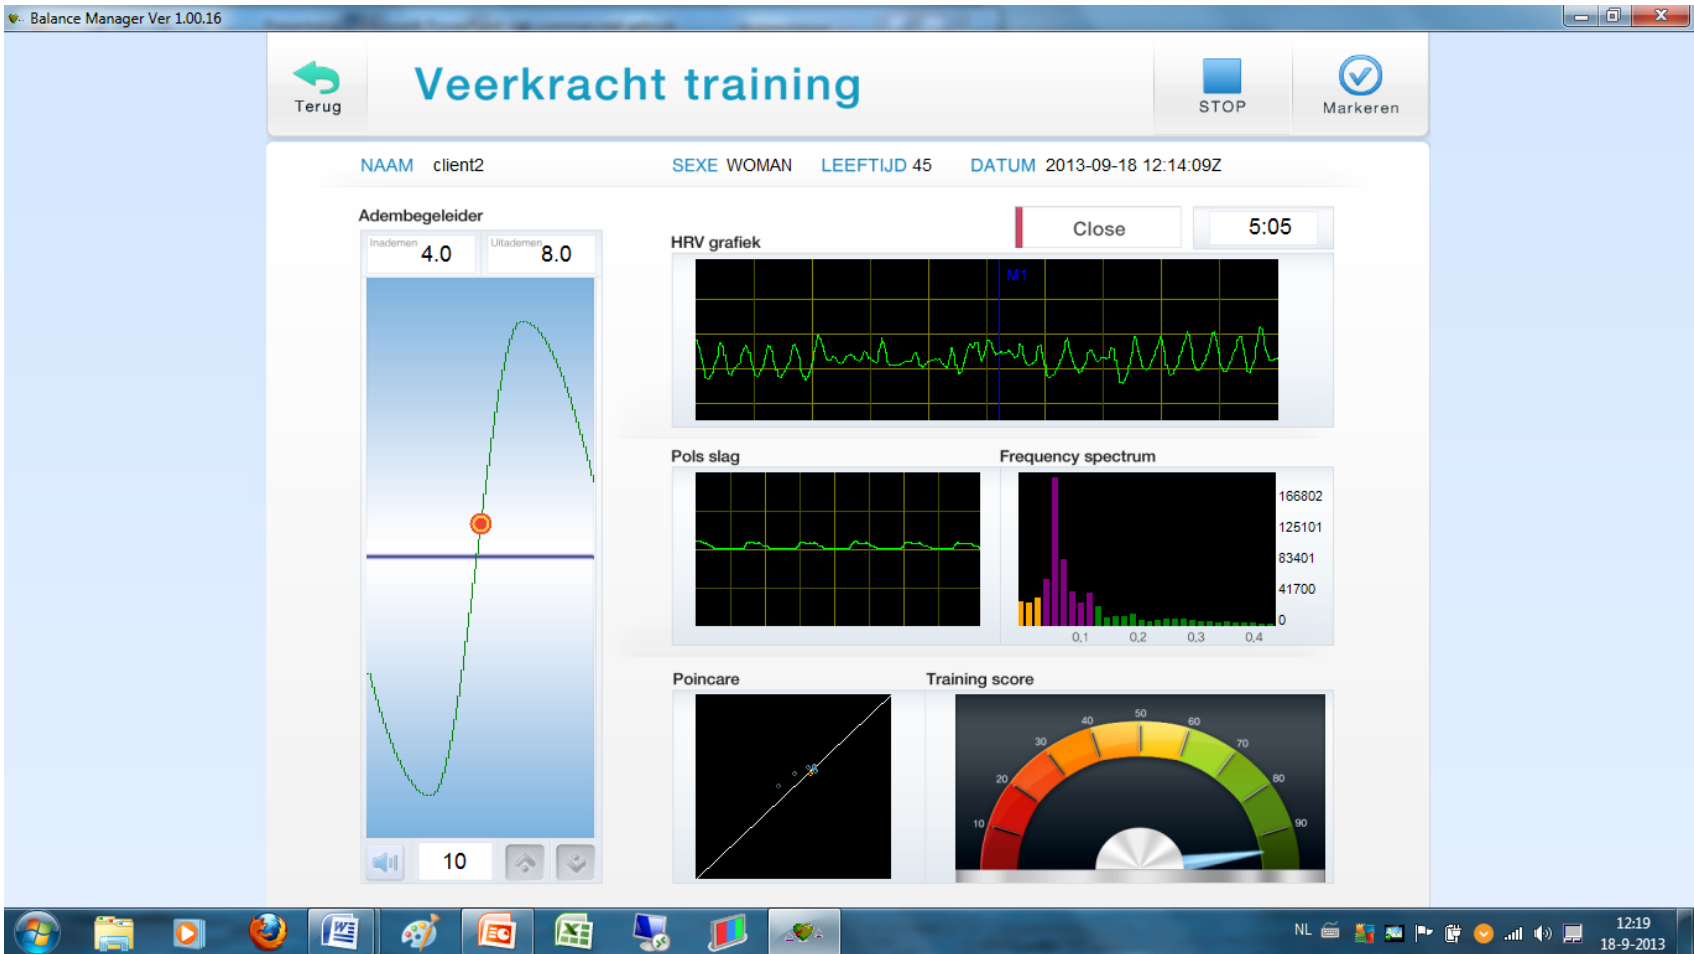 Balance Manager Ver 1.00.16
Terug
Veerkracht training
STOP
Markeren
NAAM client2 SEXE WOMAN LEEFTIJD 45 DATUM 2013-09-18 12:14:09Z
Adembegeleider
Inademen 4.0 Uitademen 8.0
HRV grafiek
Close
5:05
M1
Pols slag
Frequency spectrum
166802
125101
83401
41700
0
0,1 0,2 0,3 0,4
Poincare
Training score
10 20 30 40 50 60 70 80 90
10
NL
12:19
18-9-2013